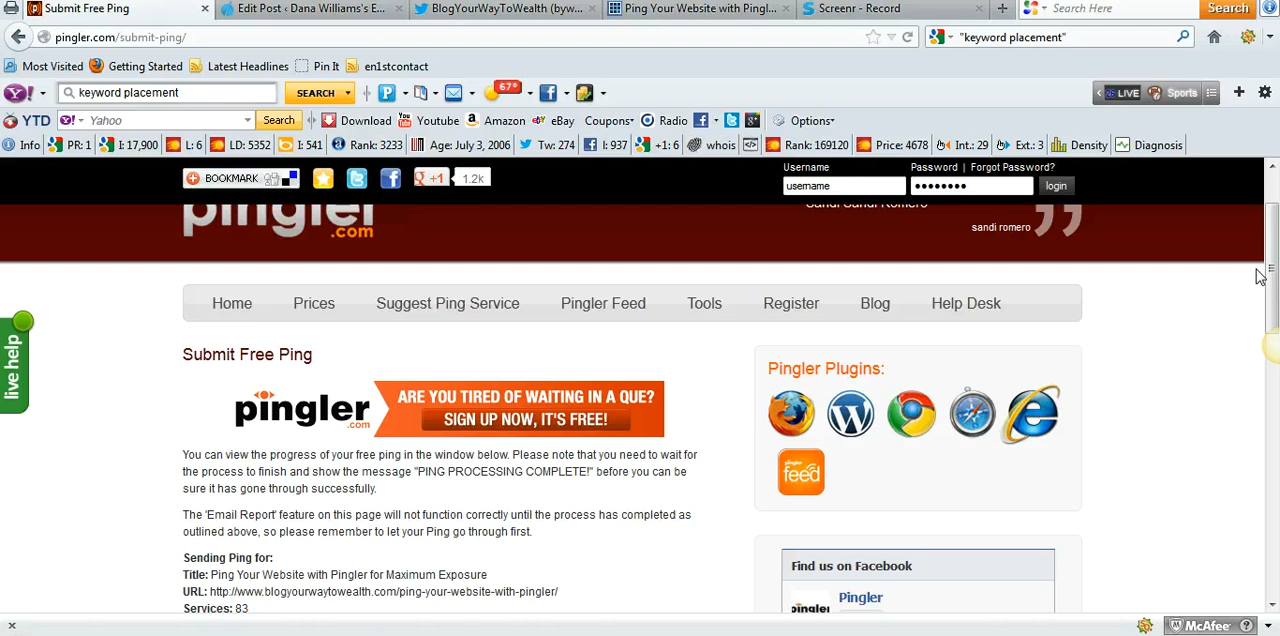 Submit Free Ping × Edit Post ‹ Dana Williams's E... × BlogYourWayToWealth (byw... × Ping Your Website with Pingl... × Screenr - Record × + Search Here Search
pingler.com/submit-ping/ "keyword placement"
Most Visited Getting Started Latest Headlines Pin It en1stcontact
Y! keyword placement SEARCH P 67° LIVE Sports
YTD Y! Yahoo Search Download Youtube Amazon eBay Coupons Radio Options
Info PR: 1 I: 17,900 L: 6 LD: 5352 I: 541 Rank: 3233 Age: July 3, 2006 Tw: 274 I: 937 +1: 6 whois Rank: 169120 Price: 4678 Int.: 29 Ext.: 3 Density Diagnosis
Username Password | Forgot Password?
BOOKMARK +1 1.2k username ●●●●●●●● login
pingler
.com
Sandi Sandi Romero
sandi romero
Home Prices Suggest Ping Service Pingler Feed Tools Register Blog Help Desk
live help
Submit Free Ping
pingler.com ARE YOU TIRED OF WAITING IN A QUE?
SIGN UP NOW, IT'S FREE!
You can view the progress of your free ping in the window below. Please note that you need to wait for
the process to finish and show the message "PING PROCESSING COMPLETE!" before you can be
sure it has gone through successfully.
The 'Email Report' feature on this page will not function correctly until the process has completed as
outlined above, so please remember to let your Ping go through first.
Sending Ping for:
Title: Ping Your Website with Pingler for Maximum Exposure
URL: http://www.blogyourwaytowealth.com/ping-your-website-with-pingler/
Services: 83
Pingler Plugins:
pingler
feed
Find us on Facebook
pingler
Pingler
McAfee